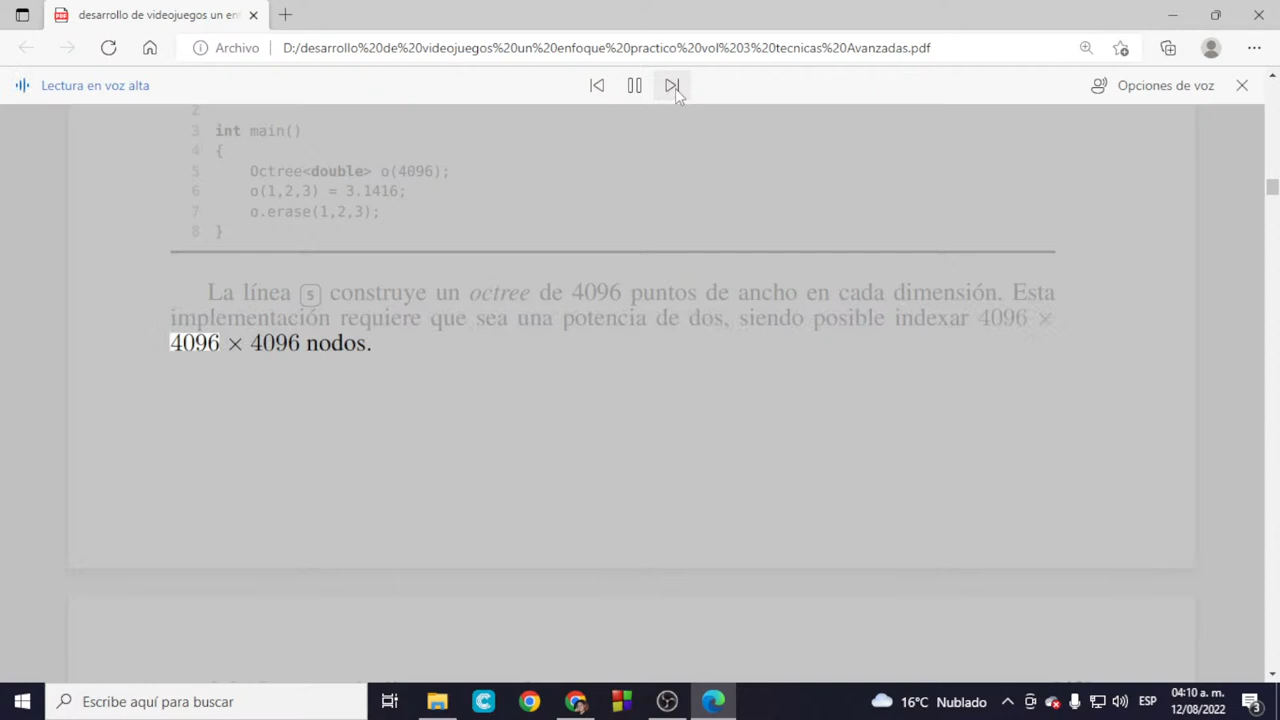 desarrollo de videojuegos un en
Archivo D:/desarrollo%20de%20videojuegos%20un%20enfoque%20practico%20vol%203%20tecnicas%20Avanzadas.pdf
Lectura en voz alta
Opciones de voz
2
3 int main()
4 {
5 Octree<double> o(4096);
6 o(1,2,3) = 3.1416;
7 o.erase(1,2,3);
8 }
La línea 5 construye un octree de 4096 puntos de ancho en cada dimensión. Esta
implementación requiere que sea una potencia de dos, siendo posible indexar 4096 ×
4096 × 4096 nodos.
Escribe aquí para buscar
16°C Nublado
ESP
04:10 a. m.
12/08/2022
3